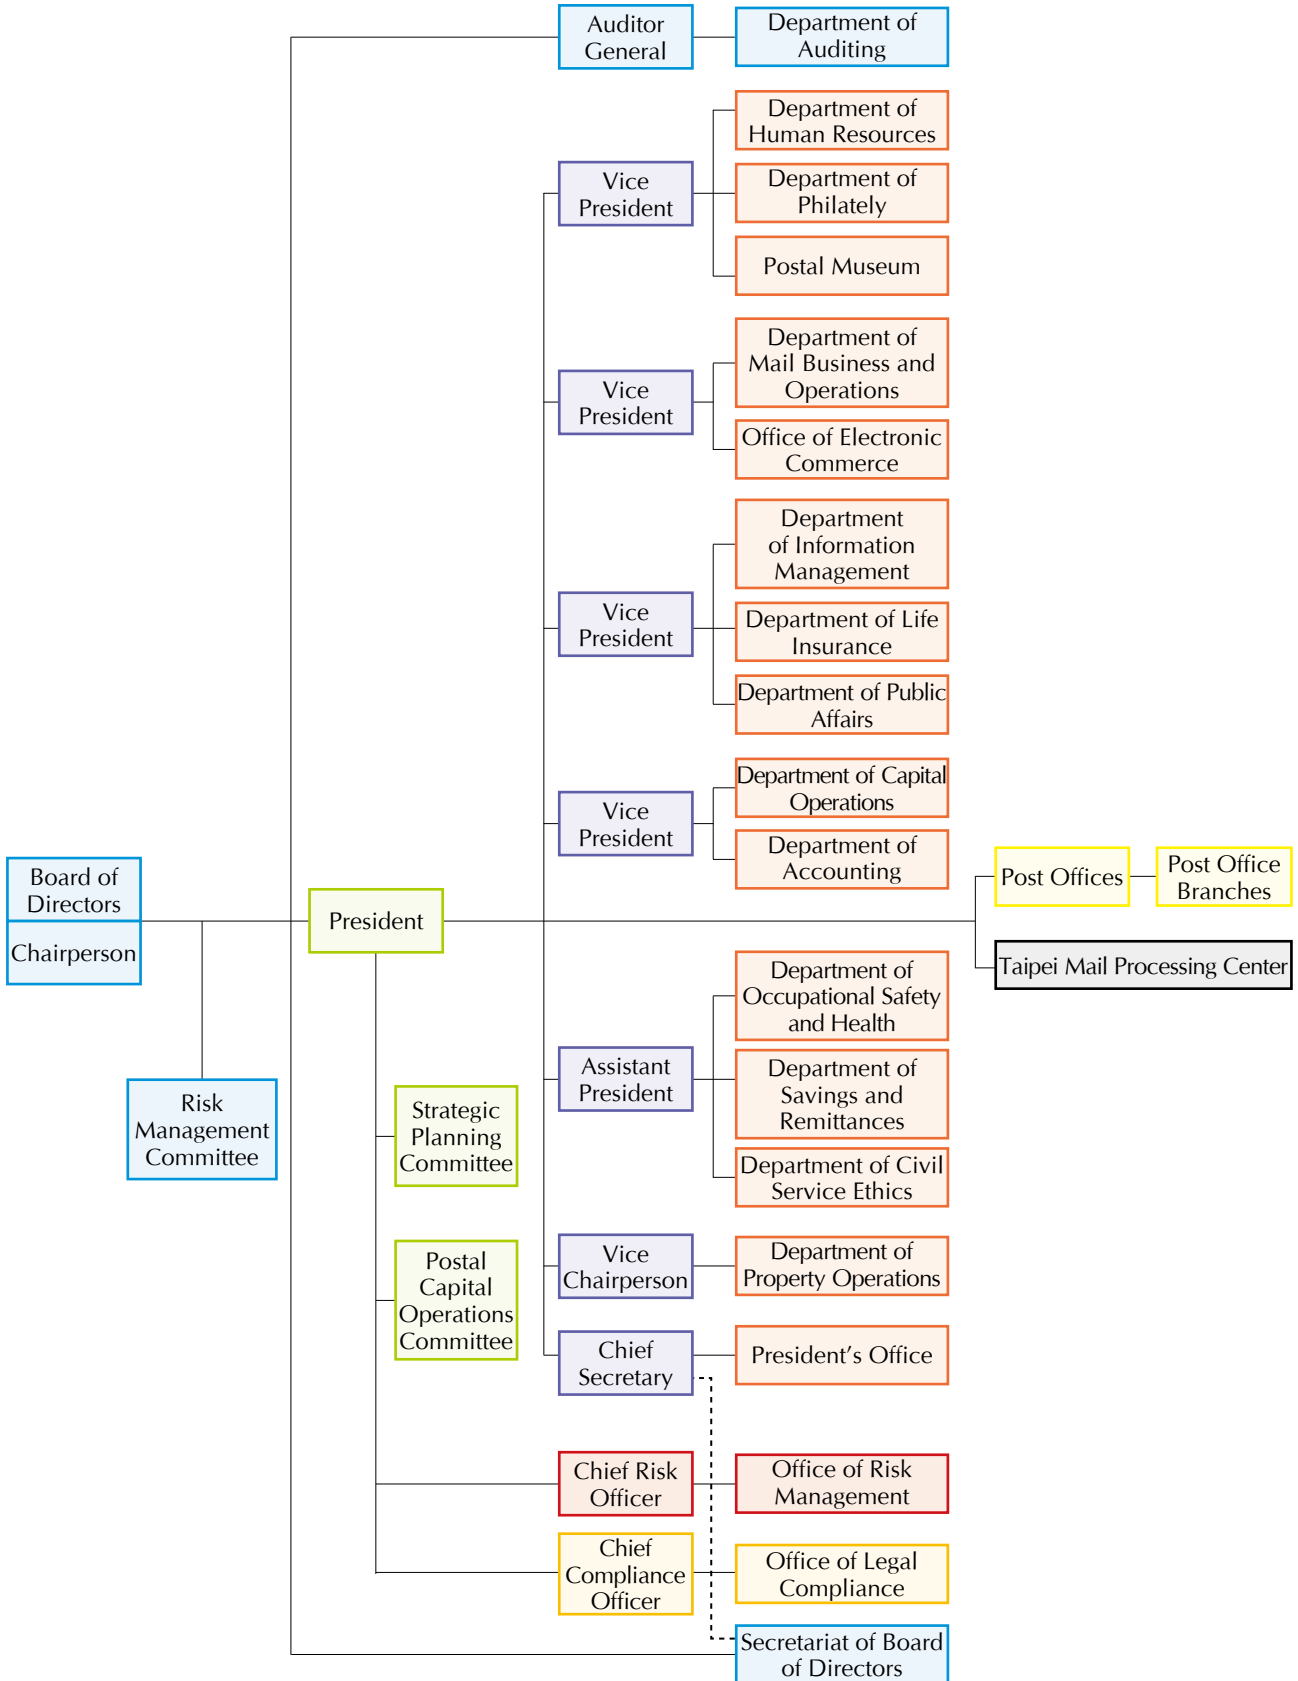 Auditor
General
Department of
Auditing
Department of
Human Resources
Vice
President
Department of
Philately
Postal Museum
Department of
Mail Business and
Operations
Vice
President
Office of Electronic
Commerce
Department
of Information
Management
Vice
President
Department of Life
Insurance
Department of Public
Affairs
Department of Capital
Operations
Vice
President
Department of
Accounting
Board of
Directors
Chairperson
President
Post Offices
Post Office
Branches
Taipei Mail Processing Center
Risk
Management
Committee
Strategic
Planning
Committee
Postal
Capital
Operations
Committee
Department of
Occupational Safety
and Health
Assistant
President
Department of
Savings and
Remittances
Department of Civil
Service Ethics
Vice
Chairperson
Department of
Property Operations
Chief
Secretary
President’s Office
Chief Risk
Officer
Office of Risk
Management
Chief
Compliance
Officer
Office of Legal
Compliance
Secretariat of Board
of Directors